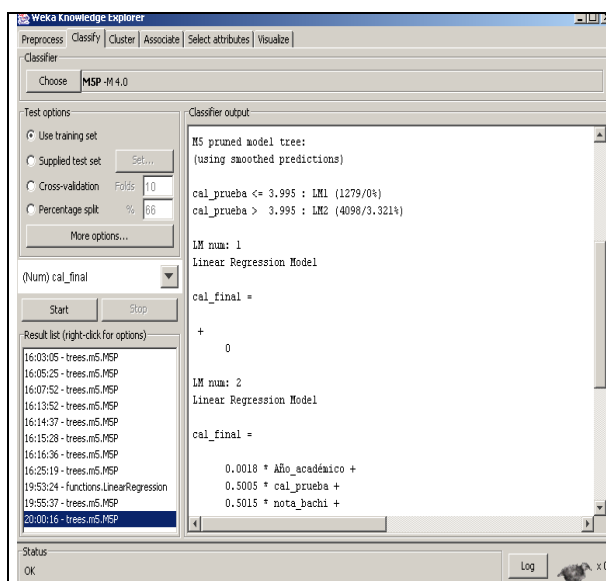 Weka Knowledge Explorer
Preprocess Classify Cluster Associate Select attributes Visualize
Classifier
Choose M5P -M 4.0
Test options
Use training set
Supplied test set Set...
Cross-validation Folds 10
Percentage split % 66
More options...
(Num) cal_final
Start Stop
Result list (right-click for options)
16:03:05 - trees.m5.M5P
16:05:25 - trees.m5.M5P
16:07:52 - trees.m5.M5P
16:13:52 - trees.m5.M5P
16:14:37 - trees.m5.M5P
16:15:28 - trees.m5.M5P
16:16:36 - trees.m5.M5P
16:25:19 - trees.m5.M5P
19:53:24 - functions.LinearRegression
19:55:37 - trees.m5.M5P
20:00:16 - trees.m5.M5P
Classifier output
M5 pruned model tree:
(using smoothed predictions)
cal_prueba <= 3.995 : LM1 (1279/0%)
cal_prueba > 3.995 : LM2 (4098/3.321%)
LM num: 1
Linear Regression Model
cal_final =
+
0
LM num: 2
Linear Regression Model
cal_final =
0.0018 * Año_académico +
0.5005 * cal_prueba +
0.5015 * nota_bachi +
Status
OK
Log
x 0